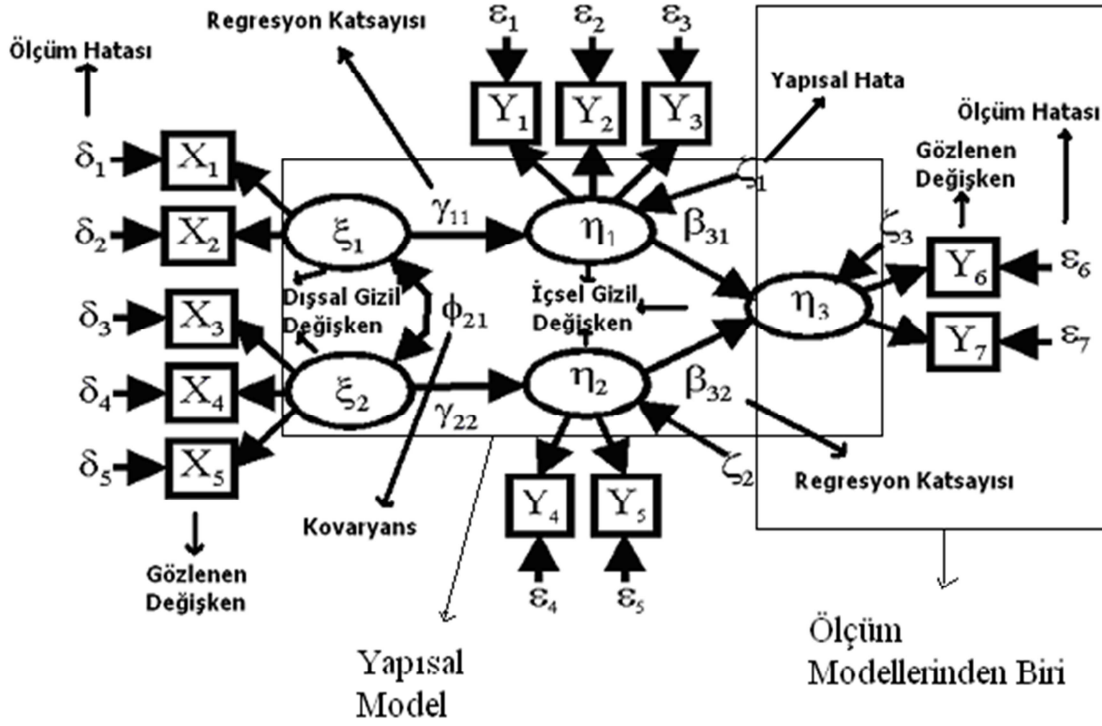 Regresyon Katsayısı
Ölçüm Hatası
ε1
ε2
ε3
Y1
Y2
Y3
Yapısal Hata
Ölçüm Hatası
Gözlenen
Değişken
δ1
X1
δ2
X2
ξ1
γ11
η1
ζ1
β31
ζ3
Y6
ε6
Dışsal Gizil
Değişken
ϕ21
İçsel Gizil
Değişken
η3
Y7
ε7
δ3
X3
δ4
X4
ξ2
γ22
η2
β32
δ5
X5
ζ2
Regresyon Katsayısı
Y4
Y5
Kovaryans
Gözlenen
Değişken
ε4
ε5
Yapısal
Model
Ölçüm
Modellerinden Biri